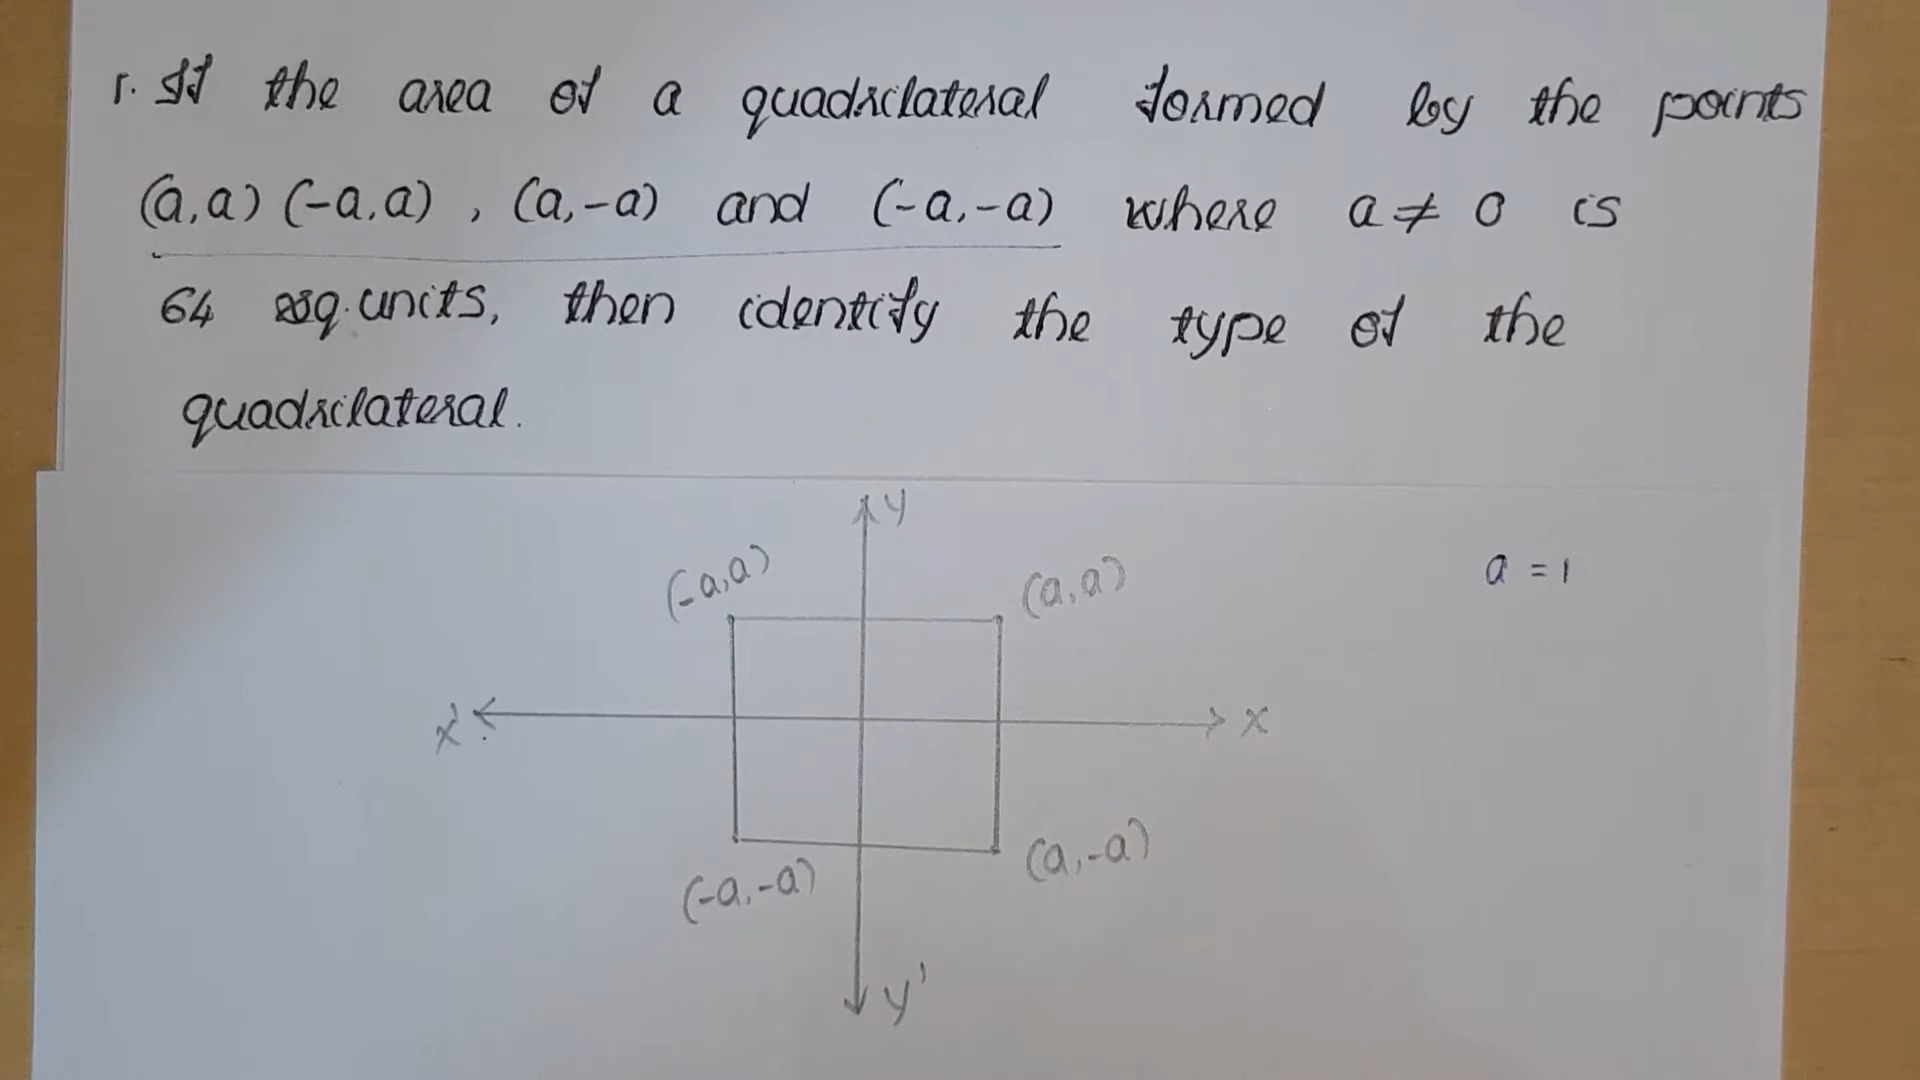 1. If the area of a quadrilateral formed by the points
(a,a) (-a,a) , (a,-a) and (-a,-a) where a ≠ 0 is
64 sq.units, then identify the type of the
quadrilateral.
y
(-a,a)
(a,a)
a = 1
x'
x
(-a,-a)
(a,-a)
y'